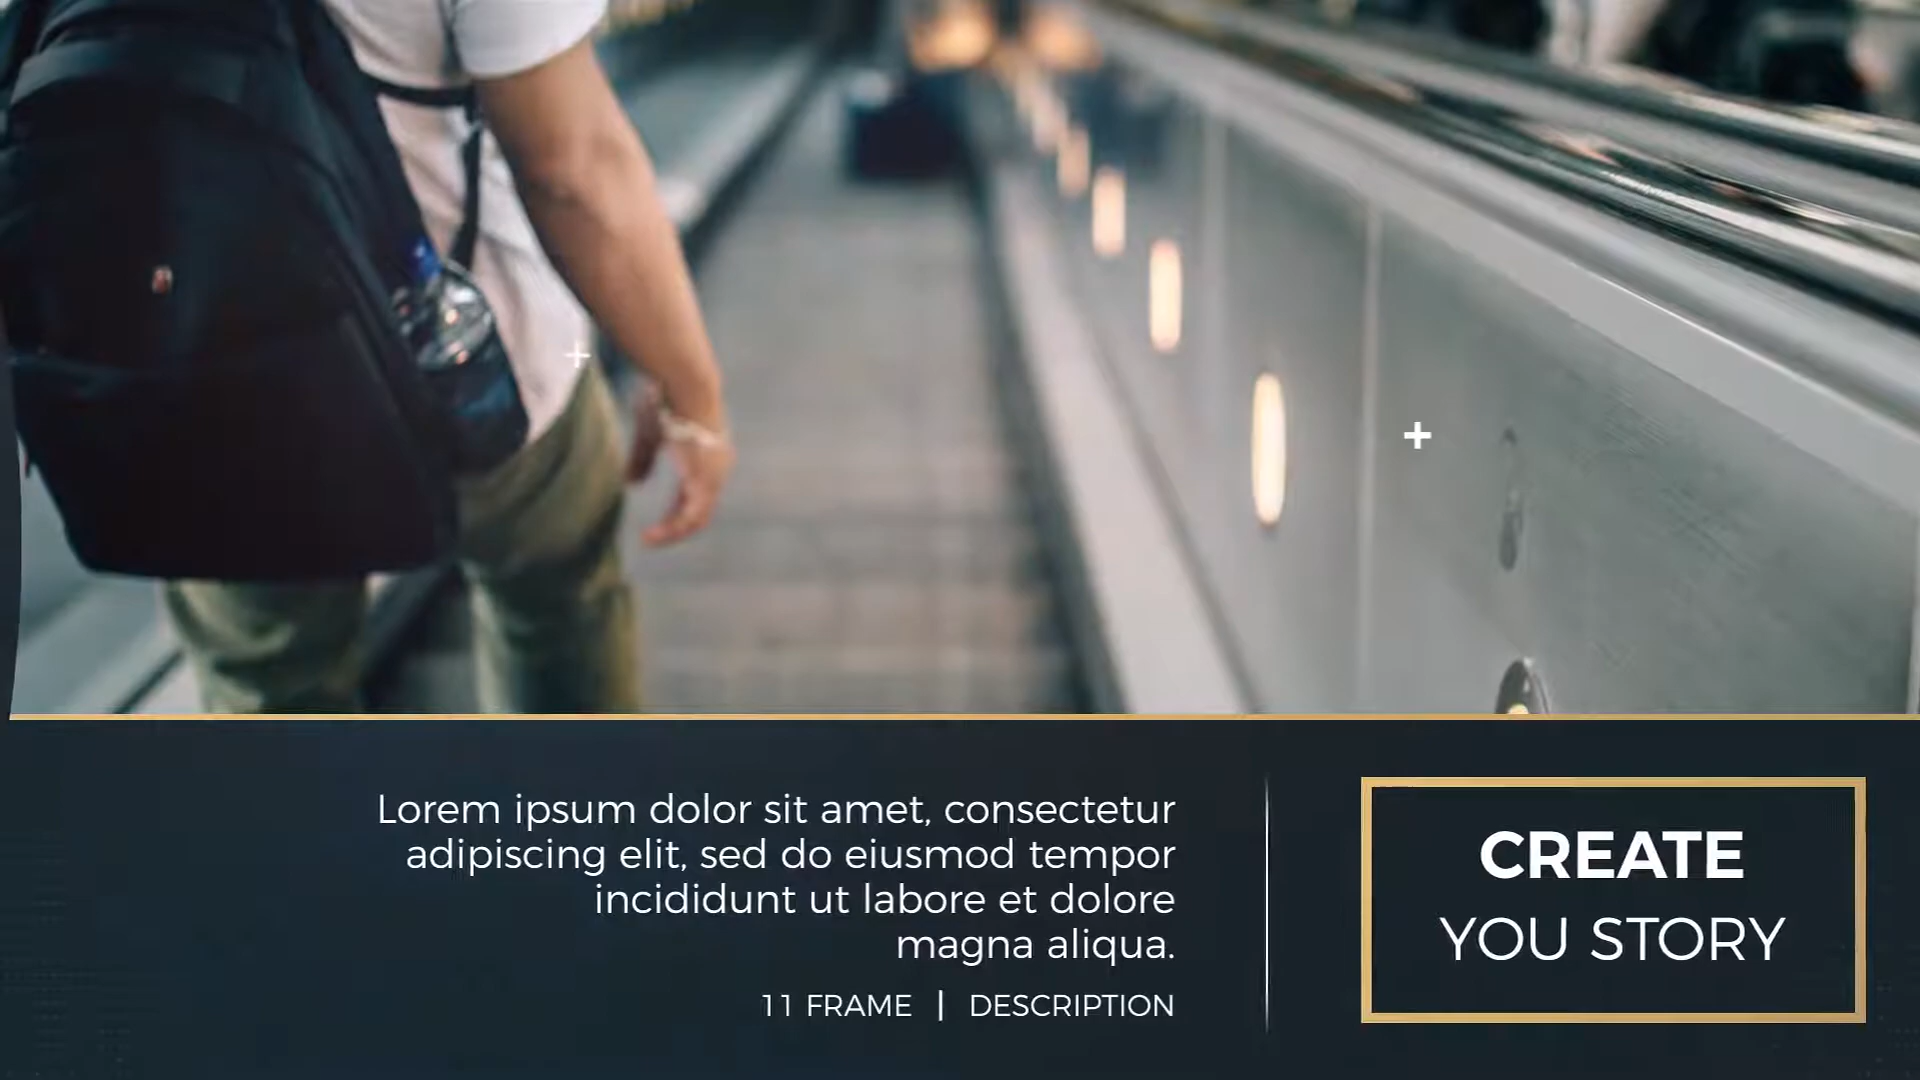 Lorem ipsum dolor sit amet, consectetur
adipiscing elit, sed do eiusmod tempor
incididunt ut labore et dolore
magna aliqua.
11 FRAME | DESCRIPTION
CREATE
YOU STORY